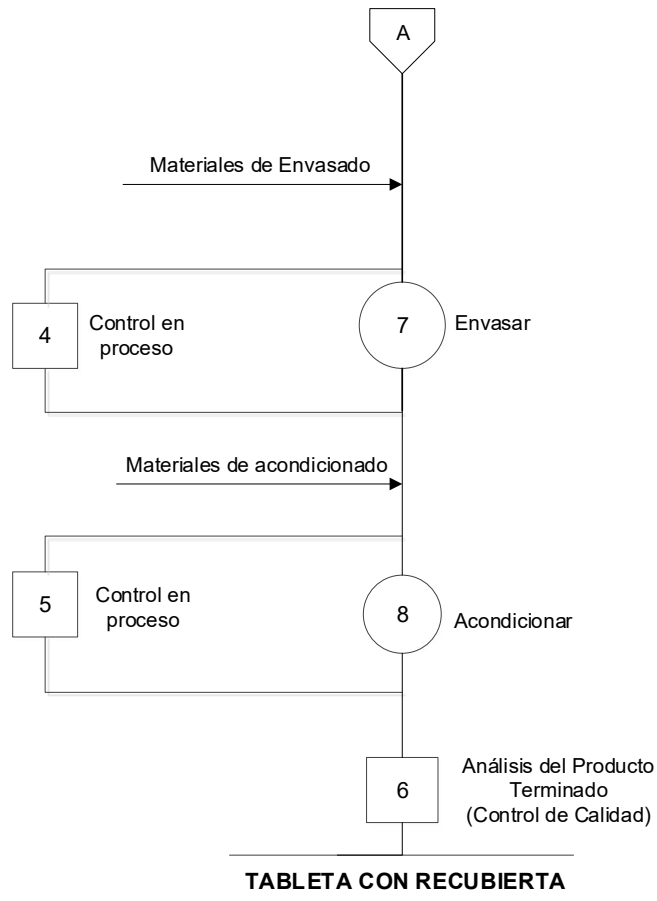 A
Materiales de Envasado
4
Control en
proceso
7
Envasar
Materiales de acondicionado
5
Control en
proceso
8
Acondicionar
6
Análisis del Producto
Terminado
(Control de Calidad)
TABLETA CON RECUBIERTA